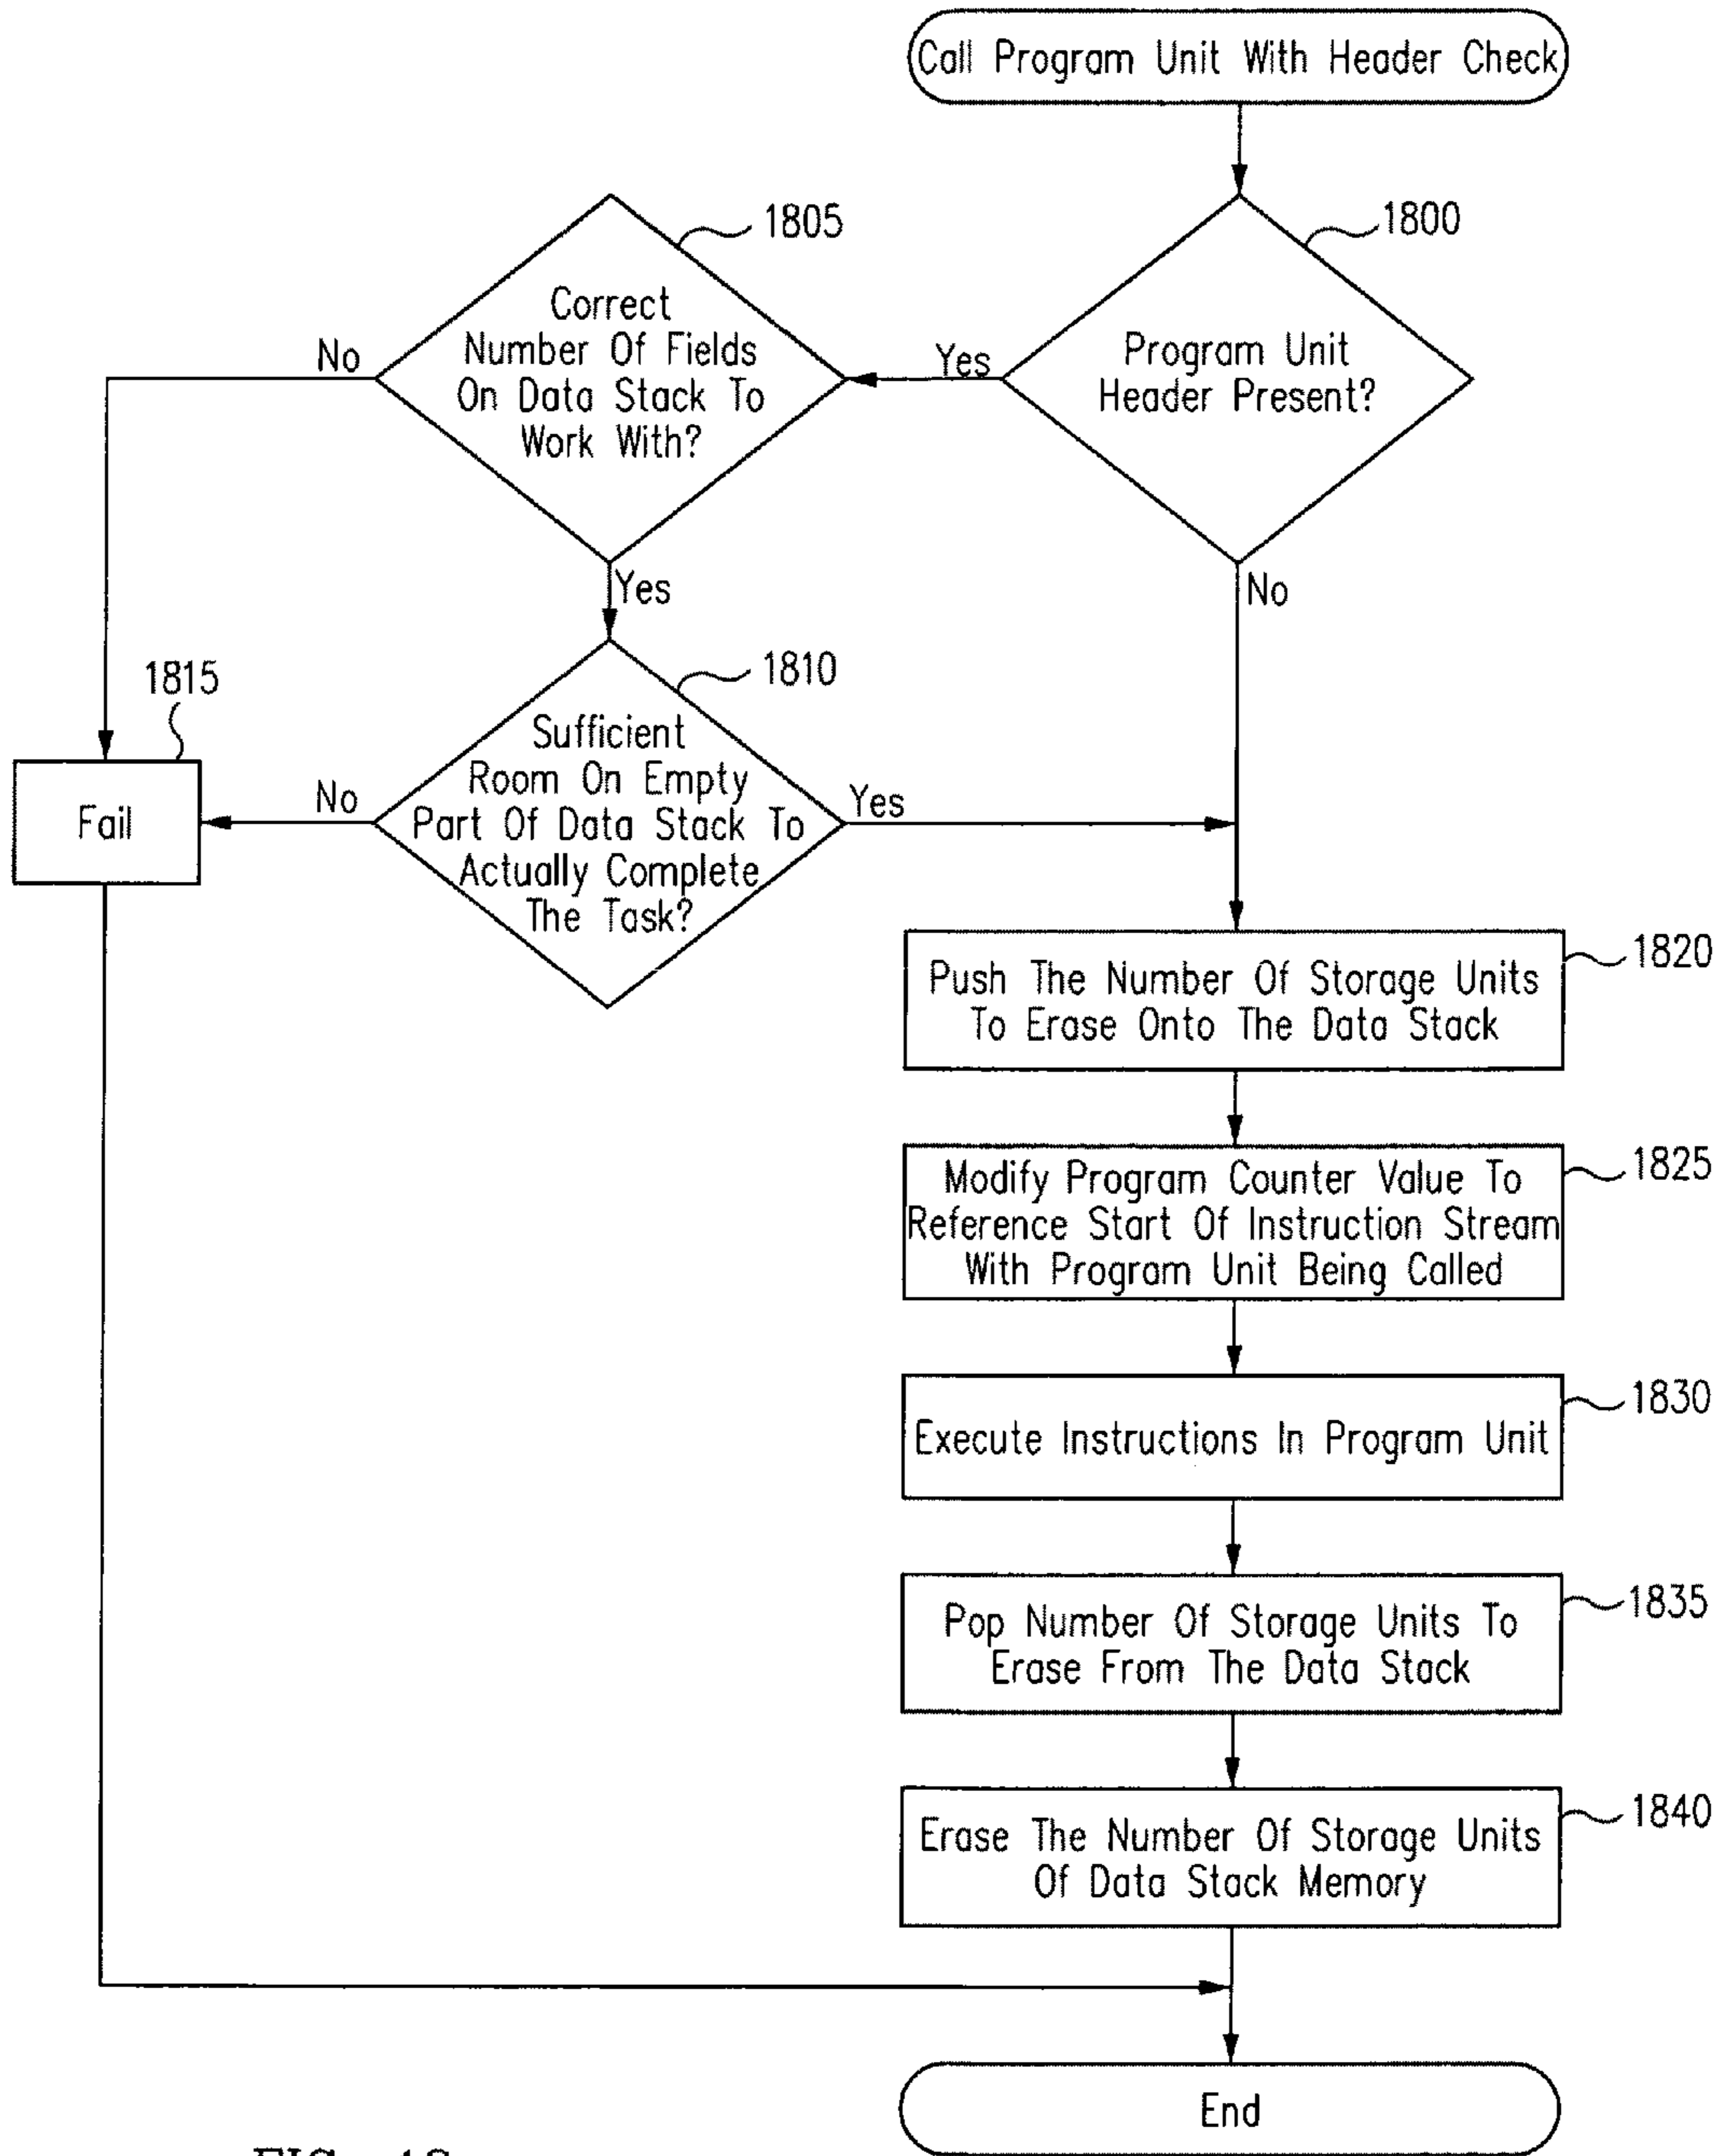 Call Program Unit With Header Check
1805
1800
Correct
Number Of Fields
On Data Stack To
Work With?
Program Unit
Header Present?
No
Yes
Yes
No
1815
1810
Fail
No
Sufficient
Room On Empty
Part Of Data Stack To
Actually Complete
The Task?
Yes
1820
Push The Number Of Storage Units
To Erase Onto The Data Stack
1825
Modify Program Counter Value To
Reference Start Of Instruction Stream
With Program Unit Being Called
1830
Execute Instructions In Program Unit
1835
Pop Number Of Storage Units To
Erase From The Data Stack
1840
Erase The Number Of Storage Units
Of Data Stack Memory
End